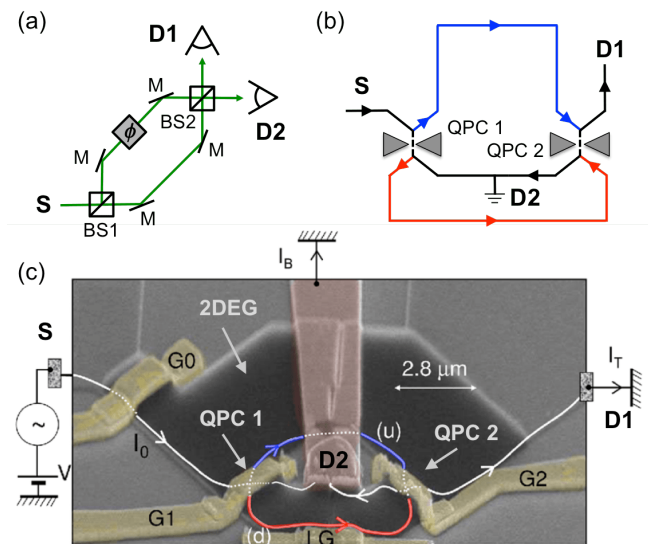 (a)
D1
M
BS2
ϕ
D2
M
M
S
M
BS1
(b)
D1
S
QPC 1
QPC 2
D2
(c)
I_B
2DEG
S
G0
2.8 μm
I_T
D1
QPC 1
(u)
QPC 2
I_0
D2
~
V
G1
G2
(d)
LG